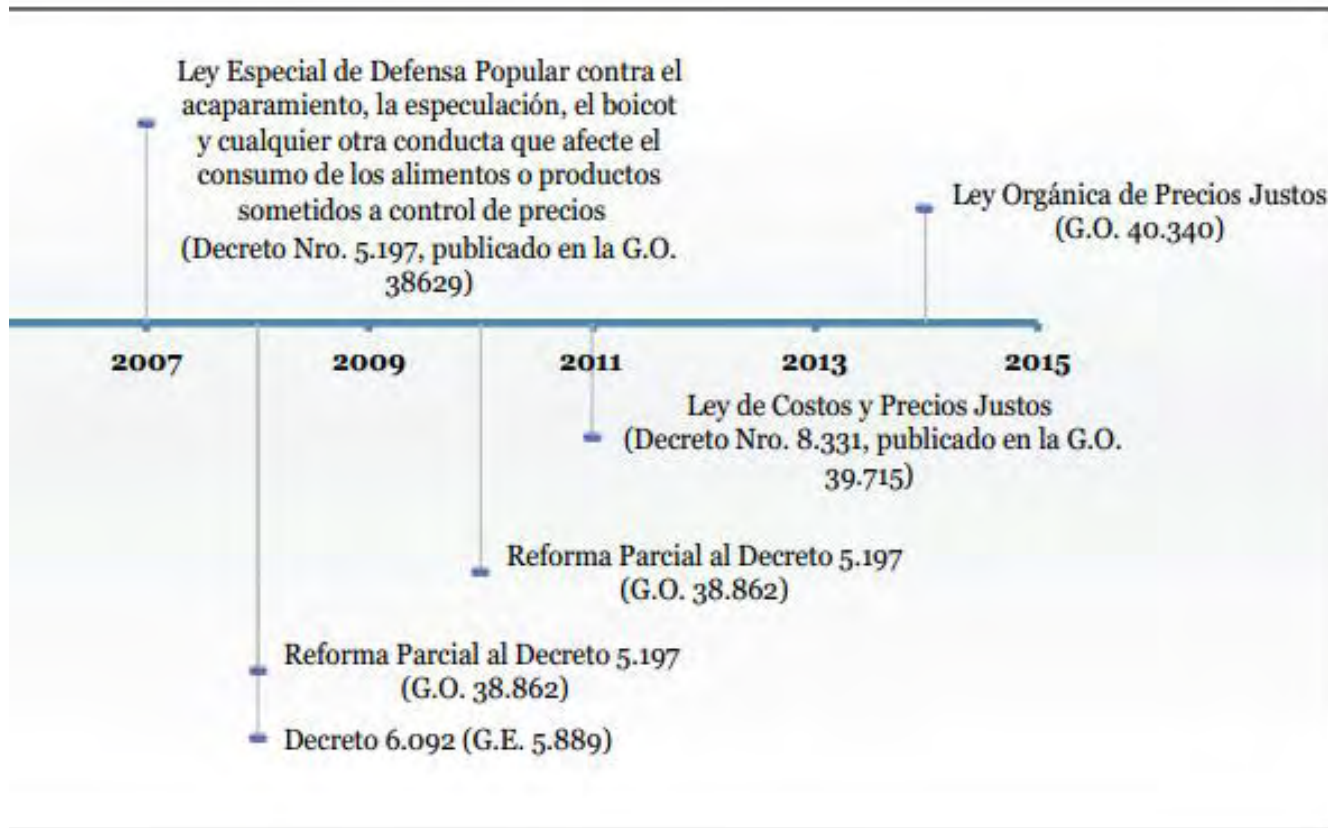 Ley Especial de Defensa Popular contra el
acaparamiento, la especulación, el boicot
y cualquier otra conducta que afecte el
consumo de los alimentos o productos
sometidos a control de precios
(Decreto Nro. 5.197, publicado en la G.O.
38629)
Ley Orgánica de Precios Justos
(G.O. 40.340)
2007
2009
2011
2013
2015
Ley de Costos y Precios Justos
(Decreto Nro. 8.331, publicado en la G.O.
39.715)
Reforma Parcial al Decreto 5.197
(G.O. 38.862)
Reforma Parcial al Decreto 5.197
(G.O. 38.862)
Decreto 6.092 (G.E. 5.889)